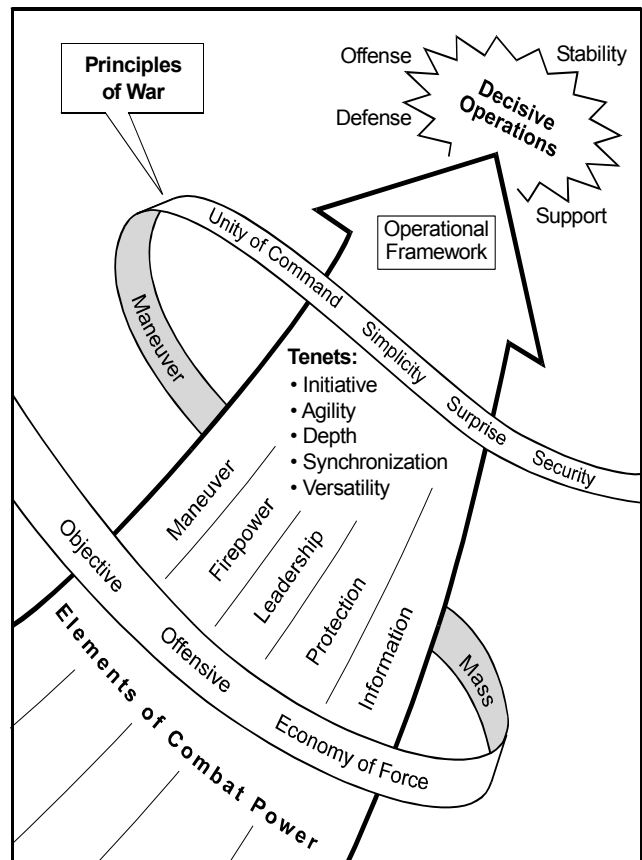 Principles
of War
Offense
Stability
Defense
Decisive
Operations
Support
Operational
Framework
Unity of Command
Simplicity
Surprise
Security
Maneuver
Tenets:
• Initiative
• Agility
• Depth
• Synchronization
• Versatility
Maneuver
Firepower
Leadership
Protection
Information
Objective
Offensive
Economy of Force
Mass
Elements of Combat Power